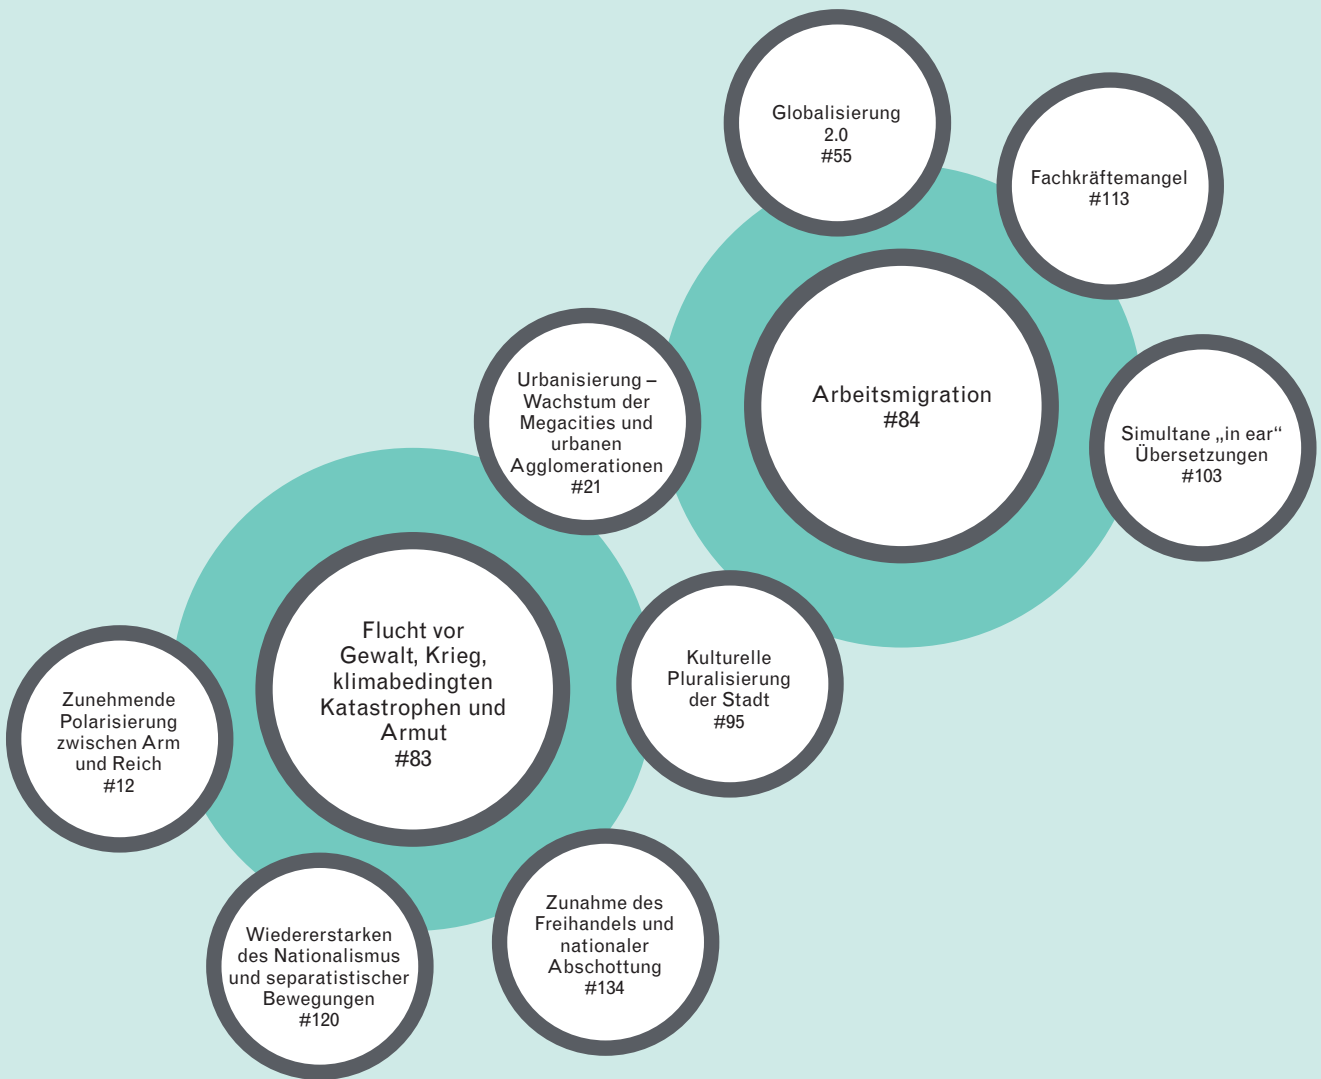 Globalisierung
2.0
#55
Fachkräftemangel
#113
Urbanisierung –
Wachstum der
Megacities und
urbanen
Agglomerationen
#21
Arbeitsmigration
#84
Simultane „in ear“
Übersetzungen
#103
Flucht vor
Gewalt, Krieg,
klimabedingten
Katastrophen und
Armut
#83
Kulturelle
Pluralisierung
der Stadt
#95
Zunehmende
Polarisierung
zwischen Arm
und Reich
#12
Wiedererstarken
des Nationalismus
und separatistischer
Bewegungen
#120
Zunahme des
Freihandels und
nationaler
Abschottung
#134